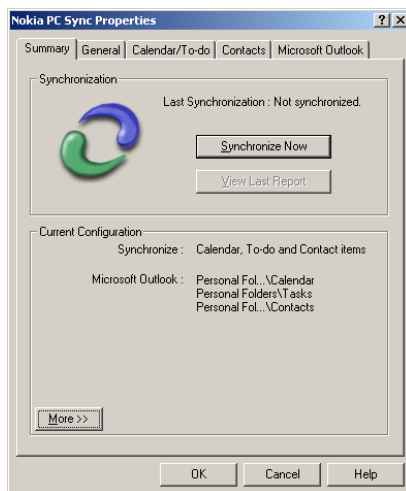 Nokia PC Sync Properties
Summary General Calendar/To-do Contacts Microsoft Outlook
Synchronization
Last Synchronization : Not synchronized.
Synchronize Now
View Last Report
Current Configuration
Synchronize : Calendar, To-do and Contact items
Microsoft Outlook : Personal Fol...\Calendar
Personal Folders\Tasks
Personal Fol...\Contacts
More >>
OK Cancel Help